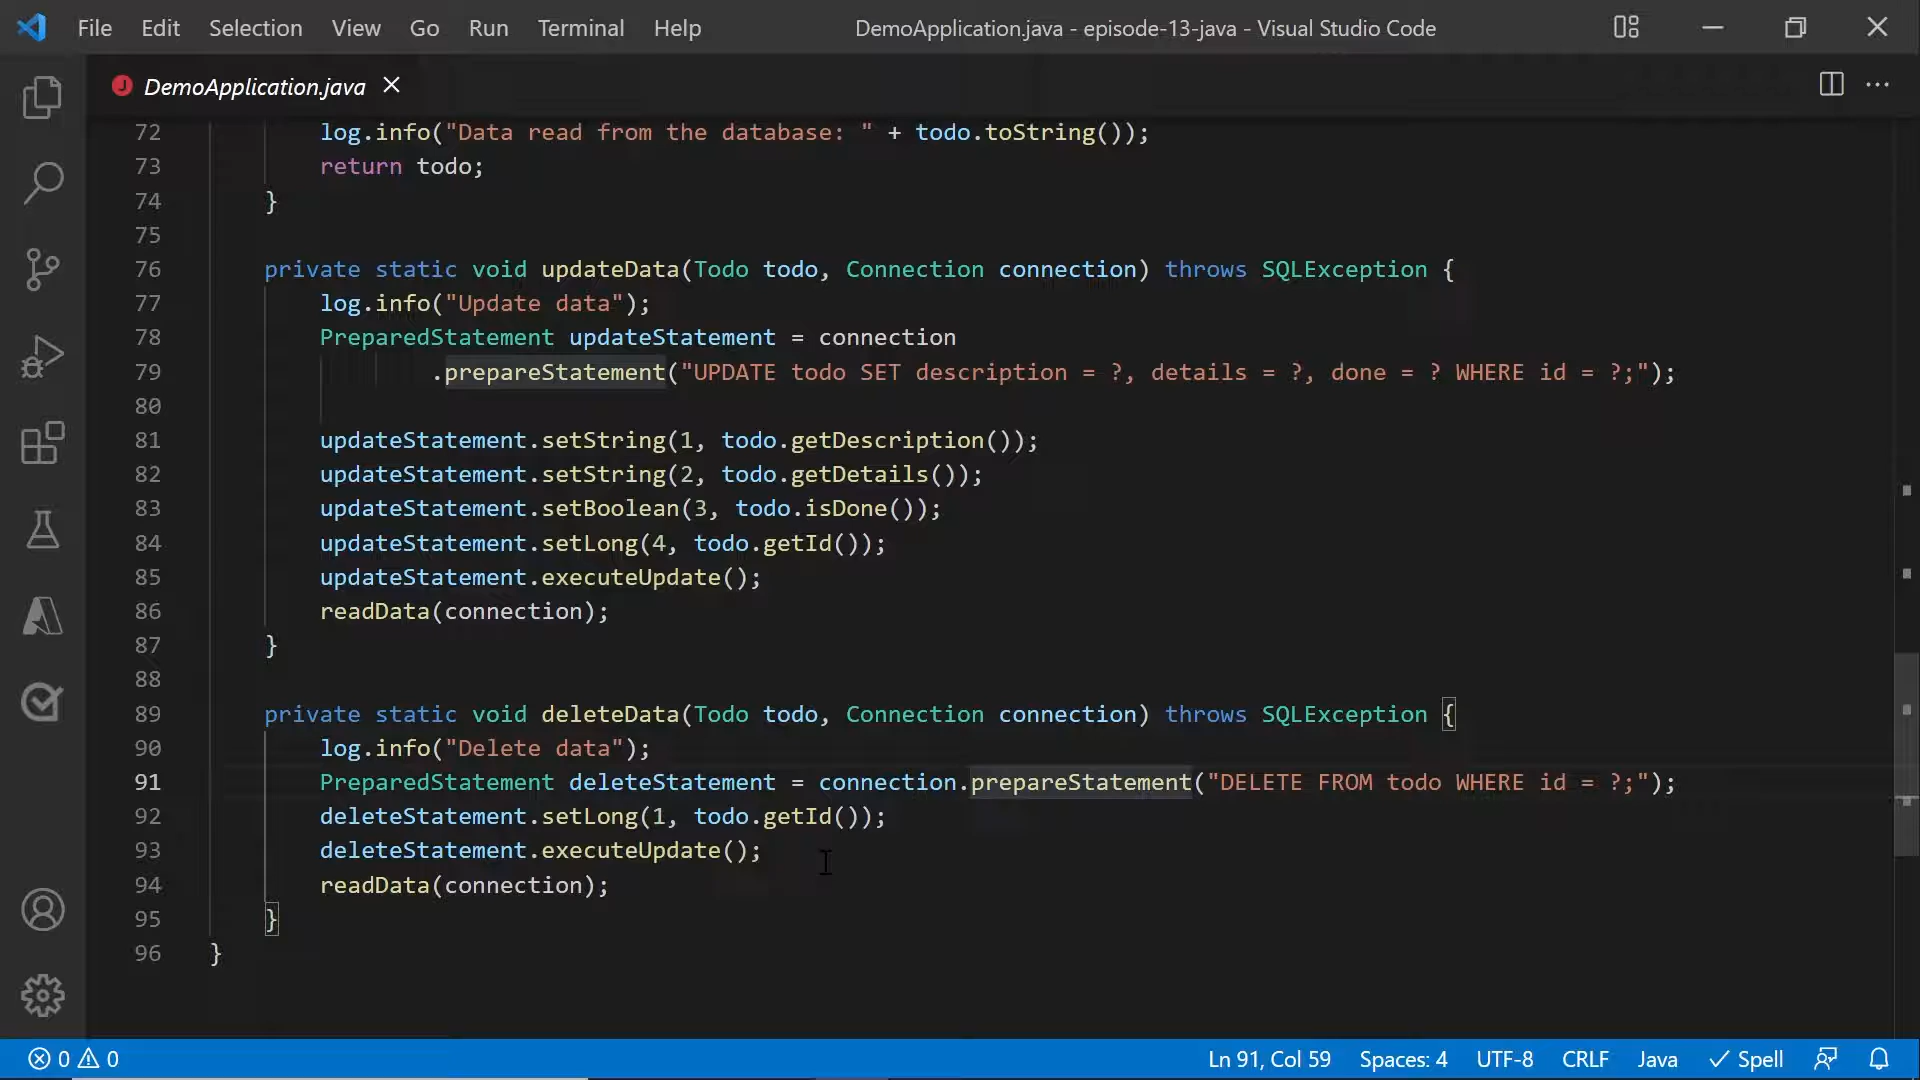 File Edit Selection View Go Run Terminal Help DemoApplication.java - episode-13-java - Visual Studio Code
J DemoApplication.java
72 log.info("Data read from the database: " + todo.toString());
73 return todo;
74 }
75
76 private static void updateData(Todo todo, Connection connection) throws SQLException {
77 log.info("Update data");
78 PreparedStatement updateStatement = connection
79 .prepareStatement("UPDATE todo SET description = ?, details = ?, done = ? WHERE id = ?;");
80
81 updateStatement.setString(1, todo.getDescription());
82 updateStatement.setString(2, todo.getDetails());
83 updateStatement.setBoolean(3, todo.isDone());
84 updateStatement.setLong(4, todo.getId());
85 updateStatement.executeUpdate();
86 readData(connection);
87 }
88
89 private static void deleteData(Todo todo, Connection connection) throws SQLException {
90 log.info("Delete data");
91 PreparedStatement deleteStatement = connection.prepareStatement("DELETE FROM todo WHERE id = ?;");
92 deleteStatement.setLong(1, todo.getId());
93 deleteStatement.executeUpdate();
94 readData(connection);
95 }
96 }
0 0 Ln 91, Col 59 Spaces: 4 UTF-8 CRLF Java Spell